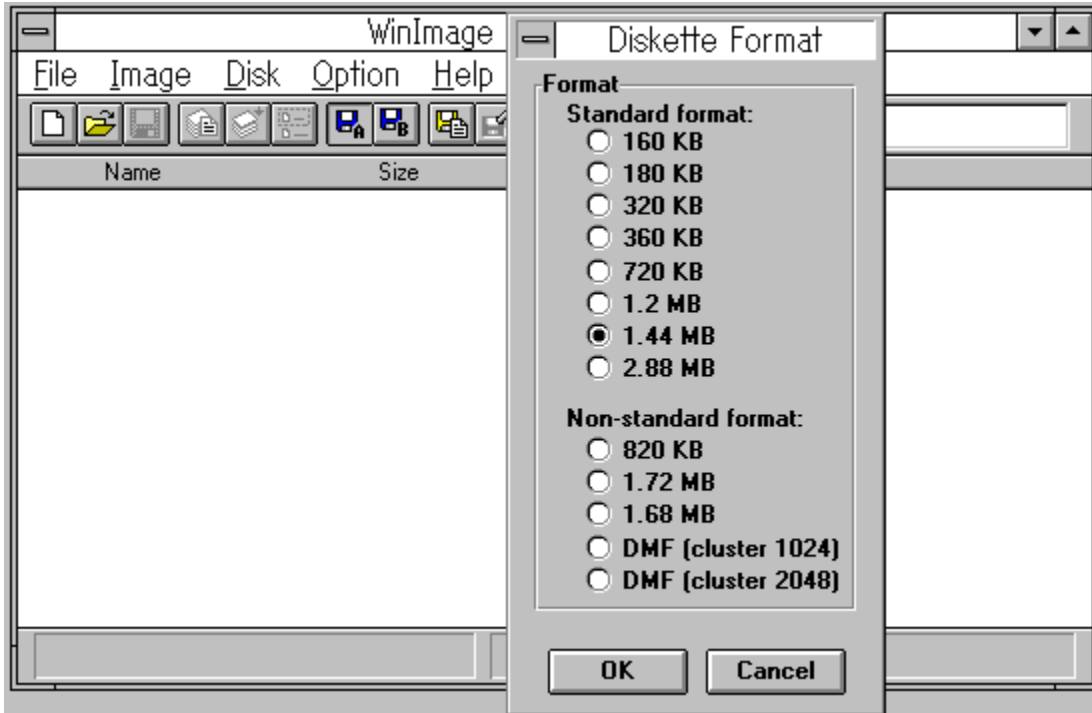 WinImage
File Image Disk Option Help
A B
Name Size
Diskette Format
Format
Standard format:
160 KB
180 KB
320 KB
360 KB
720 KB
1.2 MB
1.44 MB
2.88 MB
Non-standard format:
820 KB
1.72 MB
1.68 MB
DMF (cluster 1024)
DMF (cluster 2048)
OK Cancel